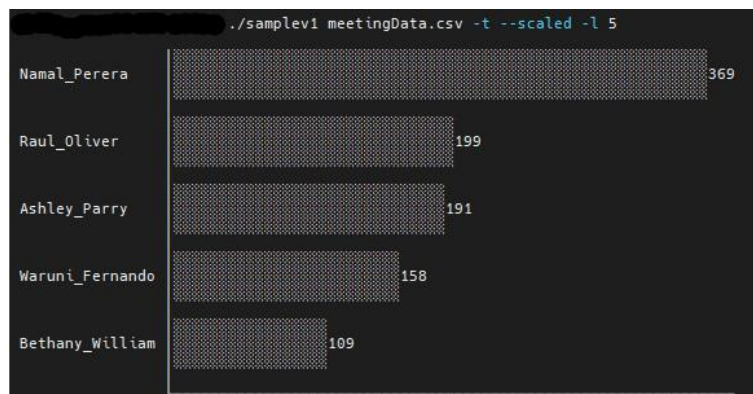 ./samplev1 meetingData.csv -t --scaled -l 5
Namal_Perera 369
Raul_Oliver 199
Ashley_Parry 191
Waruni_Fernando 158
Bethany_William 109